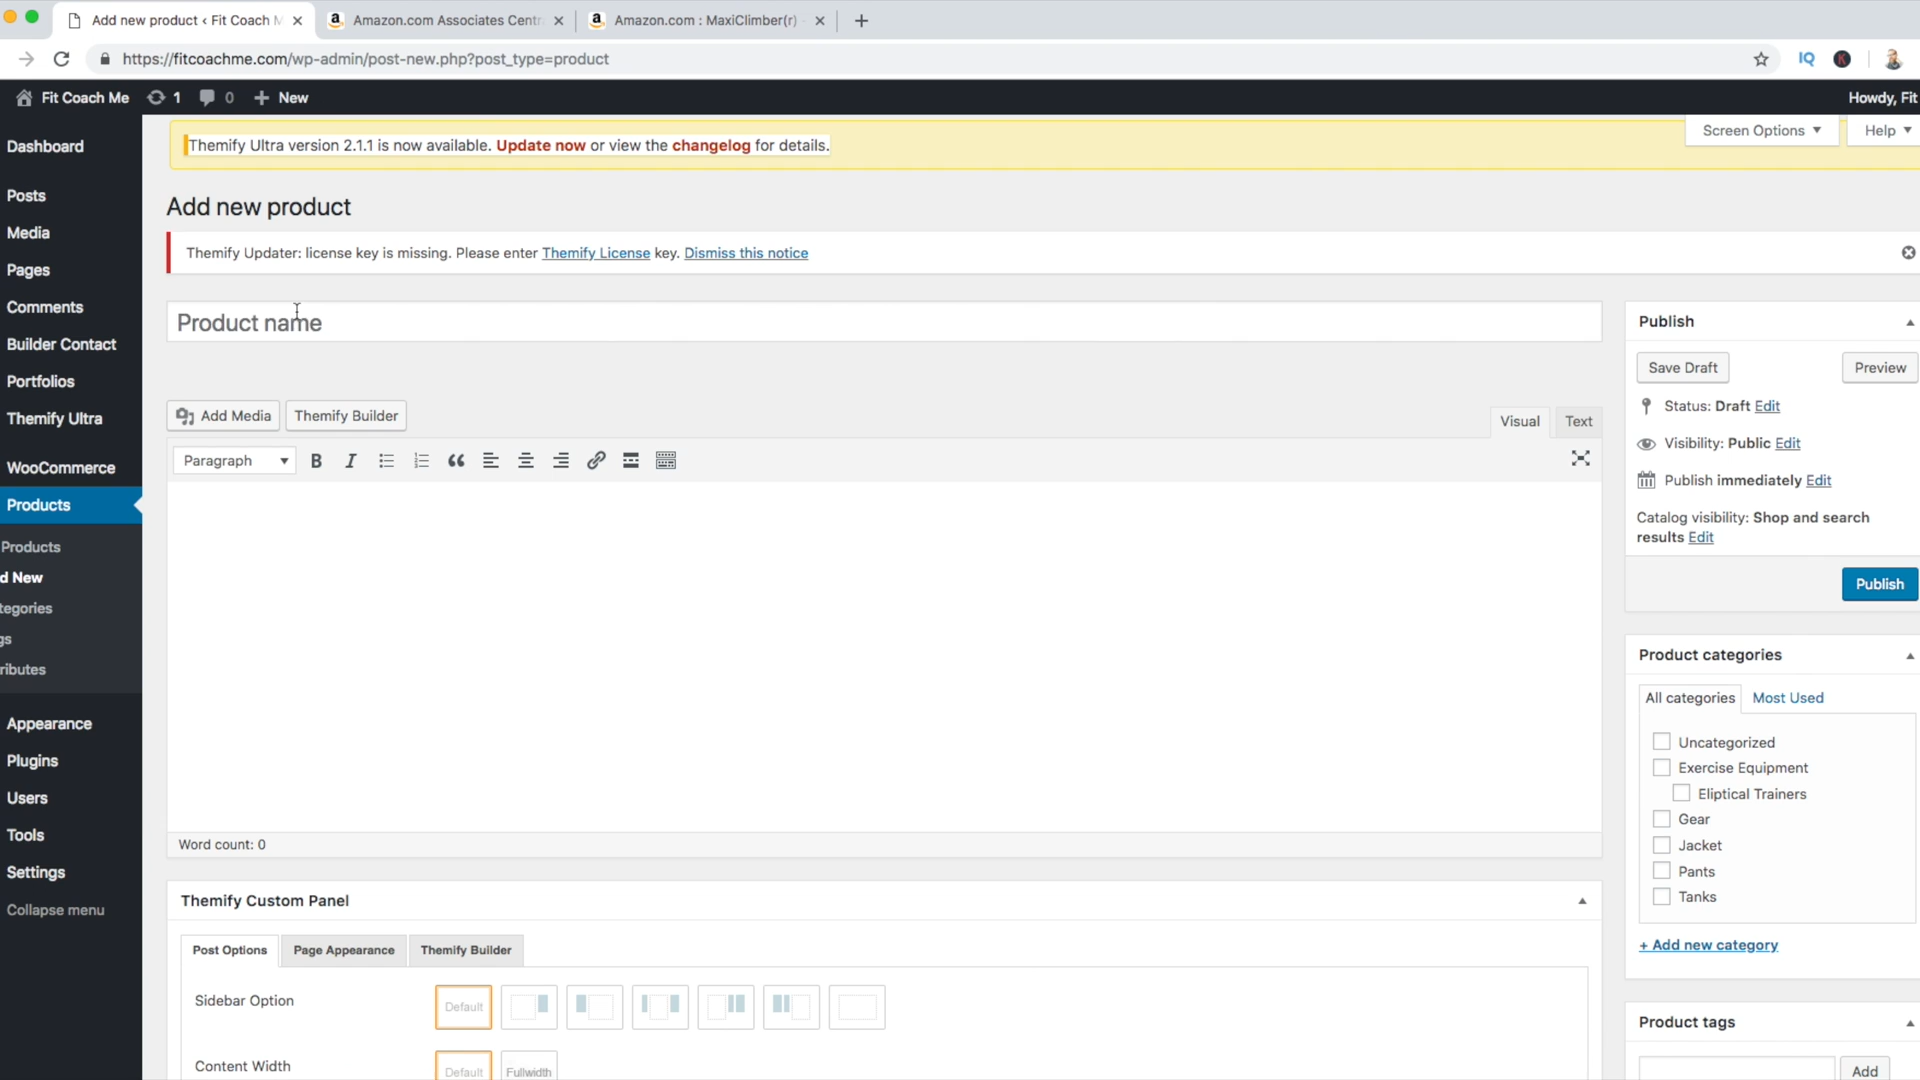 Add new product ‹ Fit Coach M
Amazon.com Associates Centr
Amazon.com : MaxiClimber(r) -
https://fitcoachme.com/wp-admin/post-new.php?post_type=product
IQ
K
Fit Coach Me
1
0
New
Howdy, Fit
Dashboard
Posts
Media
Pages
Comments
Builder Contact
Portfolios
Themify Ultra
WooCommerce
Products
Products
d New
tegories
gs
ributes
Appearance
Plugins
Users
Tools
Settings
Collapse menu
Themify Ultra version 2.1.1 is now available. Update now or view the changelog for details.
Screen Options
Help
Add new product
Themify Updater: license key is missing. Please enter Themify License key. Dismiss this notice
Product name
Add Media
Themify Builder
Visual
Text
Paragraph
B
I
Word count: 0
Themify Custom Panel
Post Options
Page Appearance
Themify Builder
Sidebar Option
Default
Content Width
Default
Fullwidth
Publish
Save Draft
Preview
Status: Draft Edit
Visibility: Public Edit
Publish immediately Edit
Catalog visibility: Shop and search
results Edit
Publish
Product categories
All categories
Most Used
Uncategorized
Exercise Equipment
Eliptical Trainers
Gear
Jacket
Pants
Tanks
+ Add new category
Product tags
Add